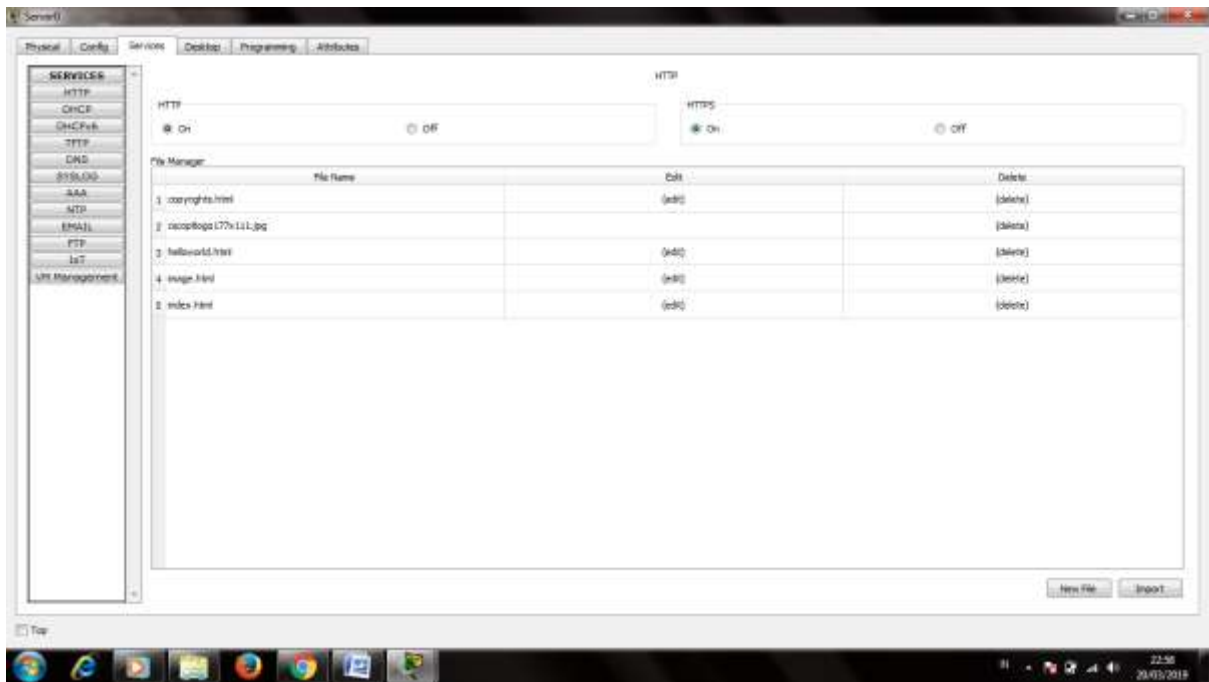 Server0
Physical Config Services Desktop Programming Attributes
SERVICES
HTTP
DHCP
DHCPv6
TFTP
DNS
SYSLOG
AAA
NTP
EMAIL
FTP
IoT
VM Management
HTTP
HTTP
On Off
HTTPS
On Off
File Manager
File Name Edit Delete
1 copyrights.html (edit) (delete)
2 cscoptlogo177x111.jpg (delete)
3 helloworld.html (edit) (delete)
4 image.html (edit) (delete)
5 index.html (edit) (delete)
New File Import
Top
22:58
20/03/2019